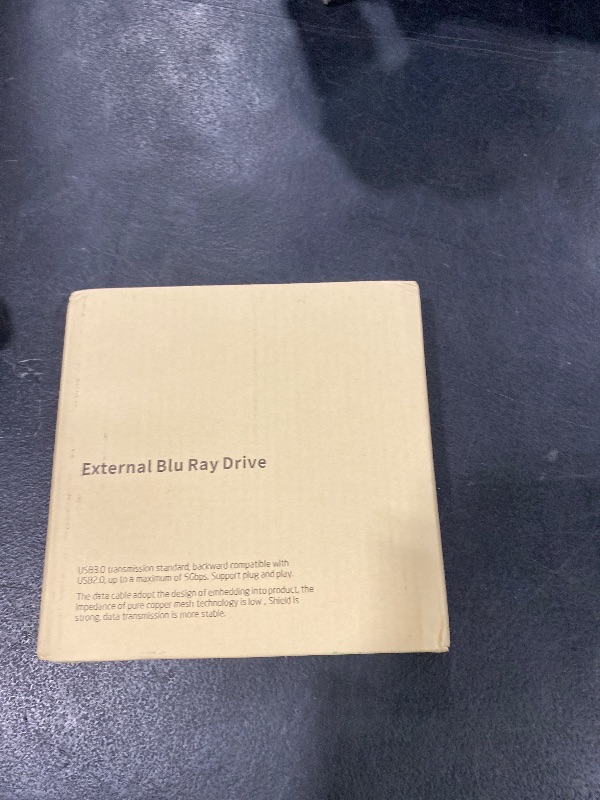 External Blu Ray Drive
USB3.0 transmission standard, backward compatible with
USB2.0, up to a maximum of 5Gbps. Support plug and play.
The data cable adopt the design of embedding into product, the
impedance of pure copper mesh technology is low , Shield is
strong, data transmission is more stable.